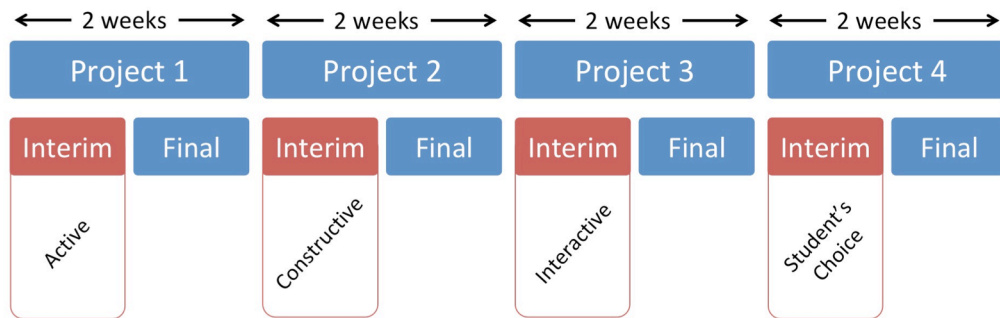 2 weeks 2 weeks 2 weeks 2 weeks
Project 1 Project 2 Project 3 Project 4
Interim Final Interim Final Interim Final Interim Final
Active
Constructive
Interactive
Student's
Choice